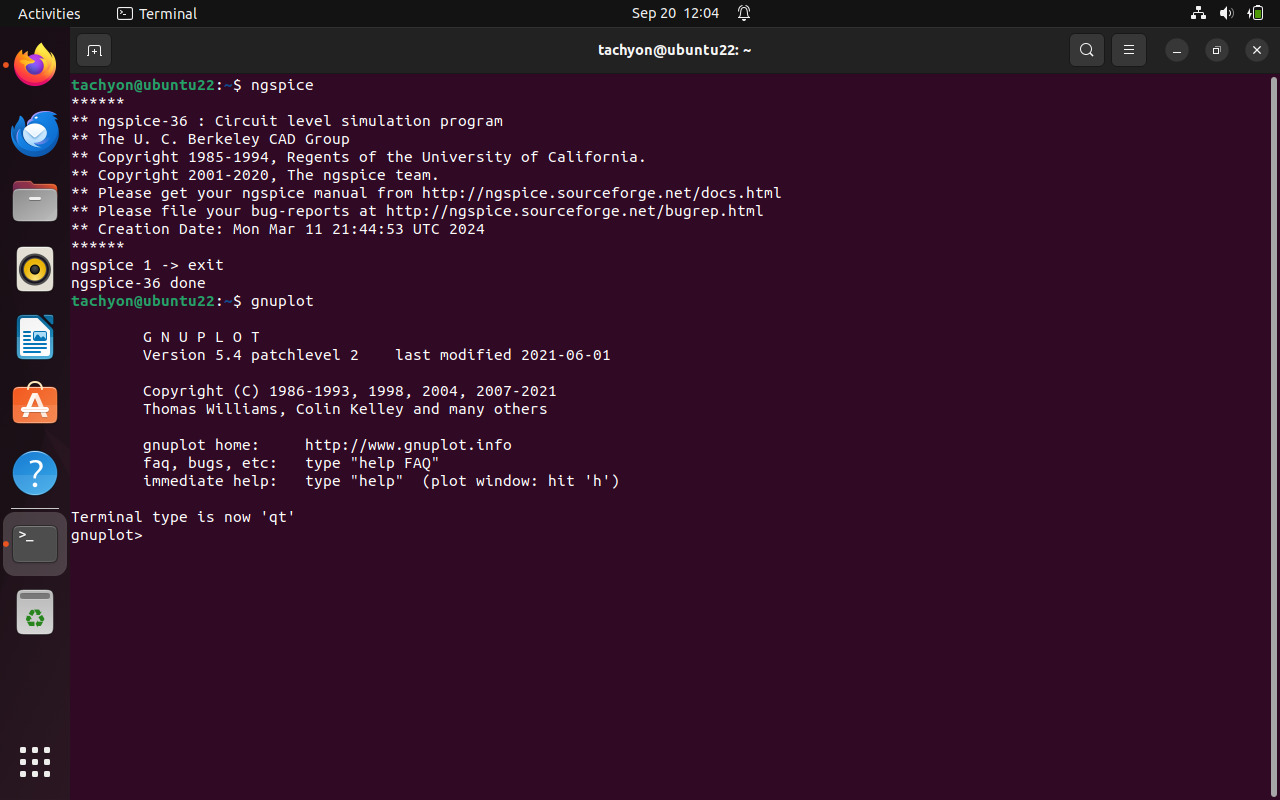 Activities
Terminal
Sep 20 12:04
tachyon@ubuntu22: ~
tachyon@ubuntu22:~$ ngspice
******
** ngspice-36 : Circuit level simulation program
** The U. C. Berkeley CAD Group
** Copyright 1985-1994, Regents of the University of California.
** Copyright 2001-2020, The ngspice team.
** Please get your ngspice manual from http://ngspice.sourceforge.net/docs.html
** Please file your bug-reports at http://ngspice.sourceforge.net/bugrep.html
** Creation Date: Mon Mar 11 21:44:53 UTC 2024
******
ngspice 1 -> exit
ngspice-36 done
tachyon@ubuntu22:~$ gnuplot
G N U P L O T
Version 5.4 patchlevel 2    last modified 2021-06-01
Copyright (C) 1986-1993, 1998, 2004, 2007-2021
Thomas Williams, Colin Kelley and many others
gnuplot home:     http://www.gnuplot.info
faq, bugs, etc:   type "help FAQ"
immediate help:   type "help"  (plot window: hit 'h')
Terminal type is now 'qt'
gnuplot>